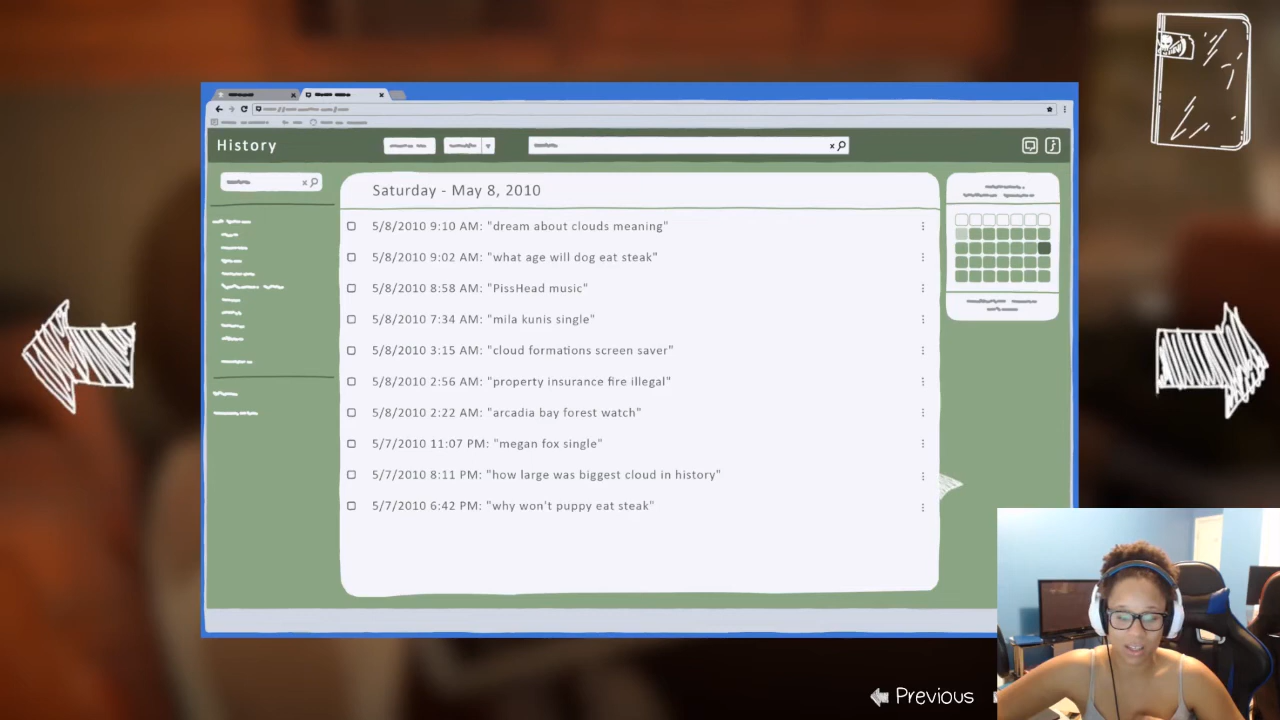 History
Saturday - May 8, 2010
5/8/2010 9:10 AM: "dream about clouds meaning"
5/8/2010 9:02 AM: "what age will dog eat steak"
5/8/2010 8:58 AM: "PissHead music"
5/8/2010 7:34 AM: "mila kunis single"
5/8/2010 3:15 AM: "cloud formations screen saver"
5/8/2010 2:56 AM: "property insurance fire illegal"
5/8/2010 2:22 AM: "arcadia bay forest watch"
5/7/2010 11:07 PM: "megan fox single"
5/7/2010 8:11 PM: "how large was biggest cloud in history"
5/7/2010 6:42 PM: "why won't puppy eat steak"
Previous